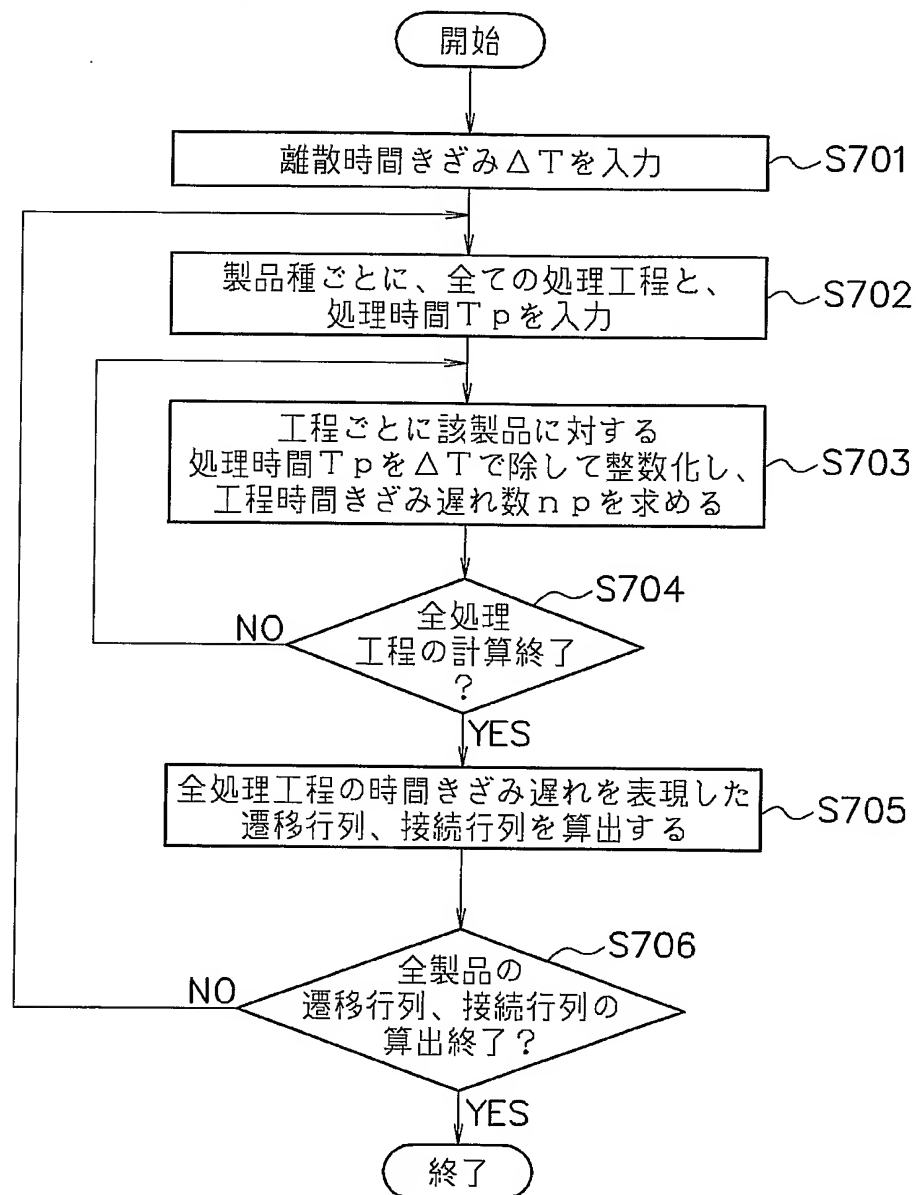 開始
離散時間きざみΔTを入力
S701
製品種ごとに、全ての処理工程と、
処理時間Tpを入力
S702
工程ごとに該製品に対する
処理時間TpをΔTで除して整数化し、
工程時間きざみ遅れ数npを求める
S703
S704
全処理
工程の計算終了
?
NO
YES
全処理工程の時間きざみ遅れを表現した
遷移行列、接続行列を算出する
S705
S706
全製品の
遷移行列、接続行列の
算出終了?
NO
YES
終了